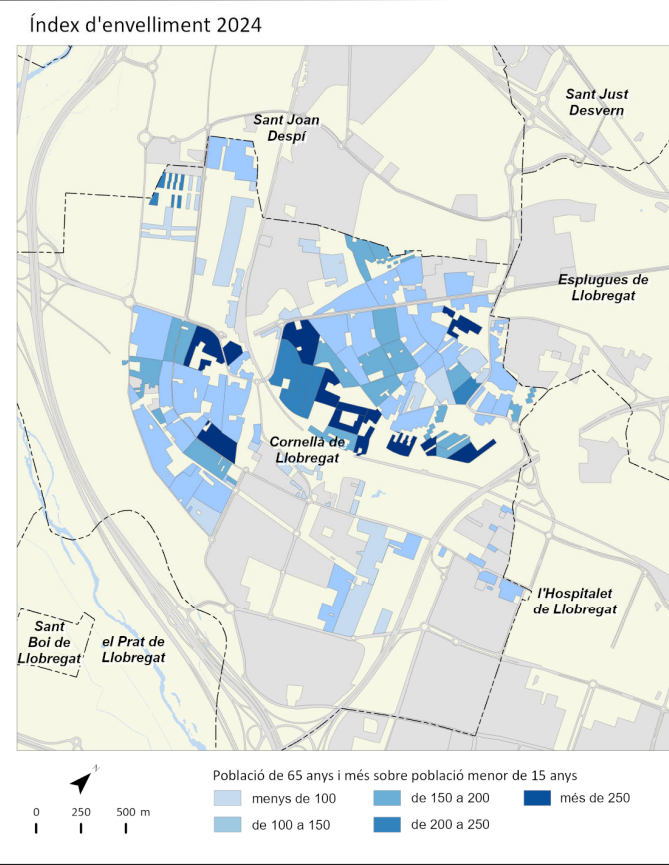 Índex d'envelliment 2024
Sant Just
Desvern
Sant Joan
Despí
Esplugues de
Llobregat
Cornellà de
Llobregat
l'Hospitalet
de Llobregat
Sant
Boi de
Llobregat
el Prat de
Llobregat
N
0 250 500 m
Població de 65 anys i més sobre població menor de 15 anys
menys de 100
de 150 a 200
més de 250
de 100 a 150
de 200 a 250